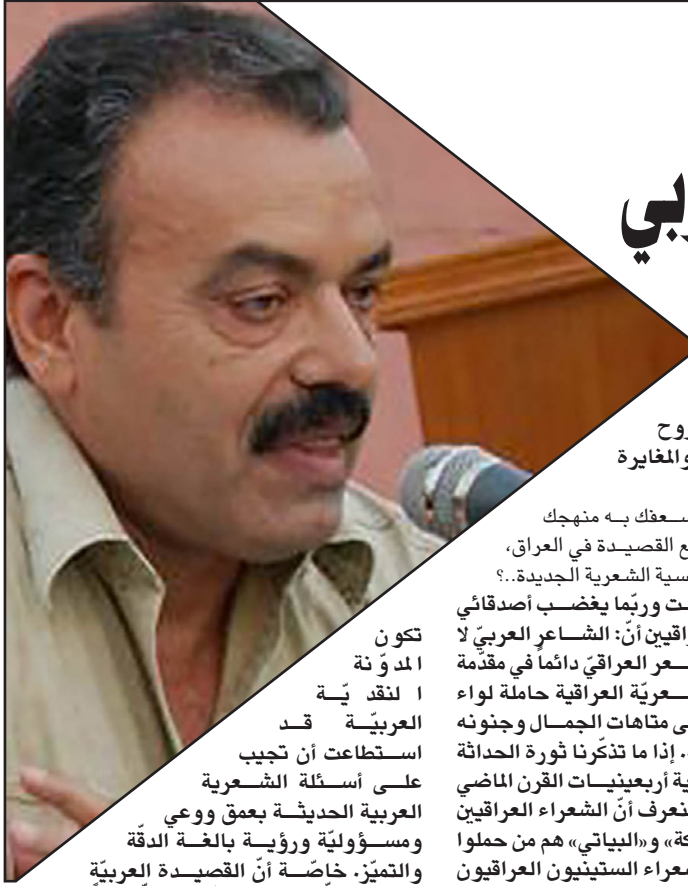 بي
روح
والمغايرة
سعفك به منهجك
ع القصيدة في العراق،
سية الشعرية الجديدة..؟
ت وربّما يغضب أصدقائي
راقيين أنّ: الشاعر العربيّ لا
عر العراقيّ دائماً في مقدّمة
عريّة العراقية حاملة لواء
ى متاهات الجمال وجنونه
. إذا ما تذكّرنا ثورة الحداثة
ية أربعينيات القرن الماضي
نعرف أنّ الشعراء العراقيين
كة» و«البياتي» هم من حملوا
شعراء الستينيون العراقيون
تكون
المدوّنة
النقديّة
العربيّة قد
استطاعت أن تجيب
على أسئلة الشعرية
العربية الحديثة بعمق ووعي
ومسؤوليّة ورؤية بالغة الدقّة
والتميّز. خاصّة أنّ القصيدة العربيّة